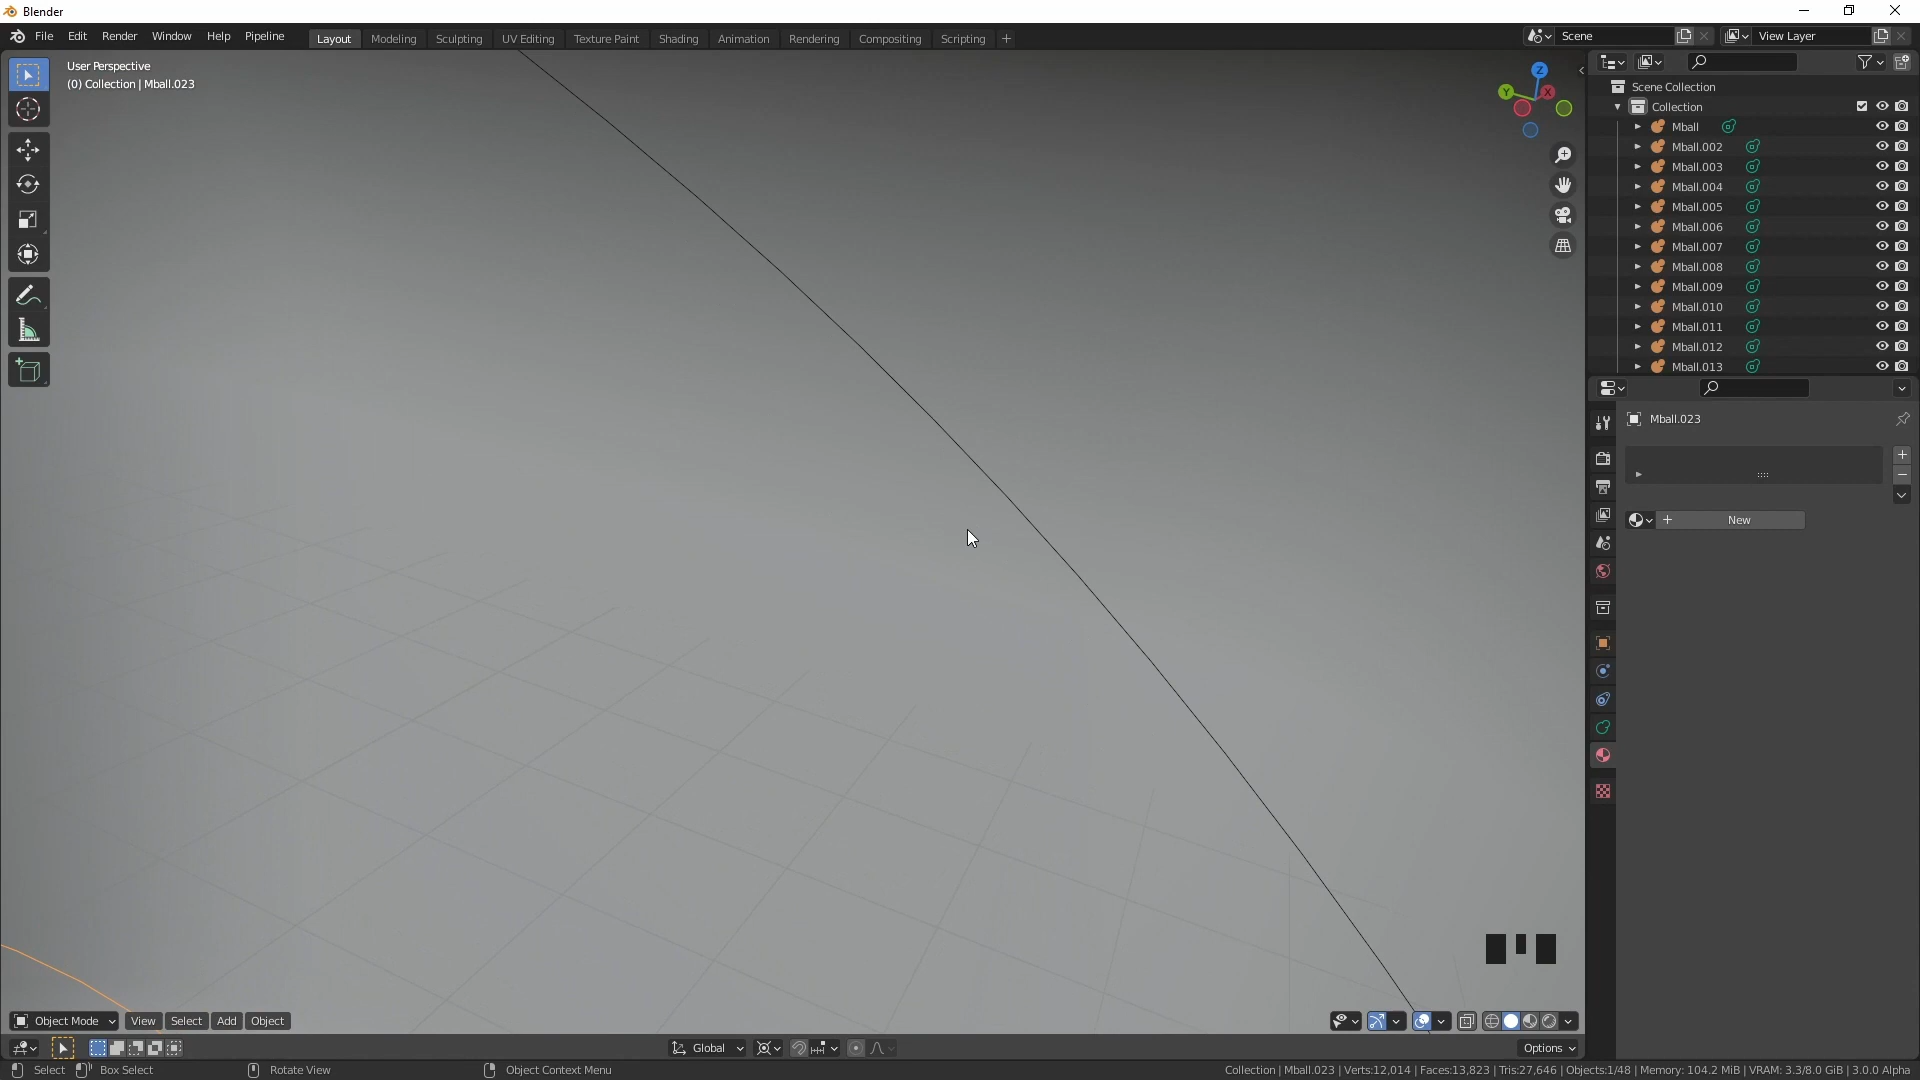 Blender
File Edit Render Window Help Pipeline Layout Modeling Sculpting UV Editing Texture Paint Shading Animation Rendering Compositing Scripting + Scene View Layer
User Perspective
(0) Collection | Mball.023
Z
Y
X
Scene Collection
Collection
Mball
Mball.002
Mball.003
Mball.004
Mball.005
Mball.006
Mball.007
Mball.008
Mball.009
Mball.010
Mball.011
Mball.012
Mball.013
Mball.023
New
Object Mode View Select Add Object
Global Options
Select Box Select Rotate View Object Context Menu Collection | Mball.023 | Verts:12,014 | Faces:13,823 | Tris:27,646 | Objects:1/48 | Memory: 104.2 MiB | VRAM: 3.3/8.0 GiB | 3.0.0 Alpha